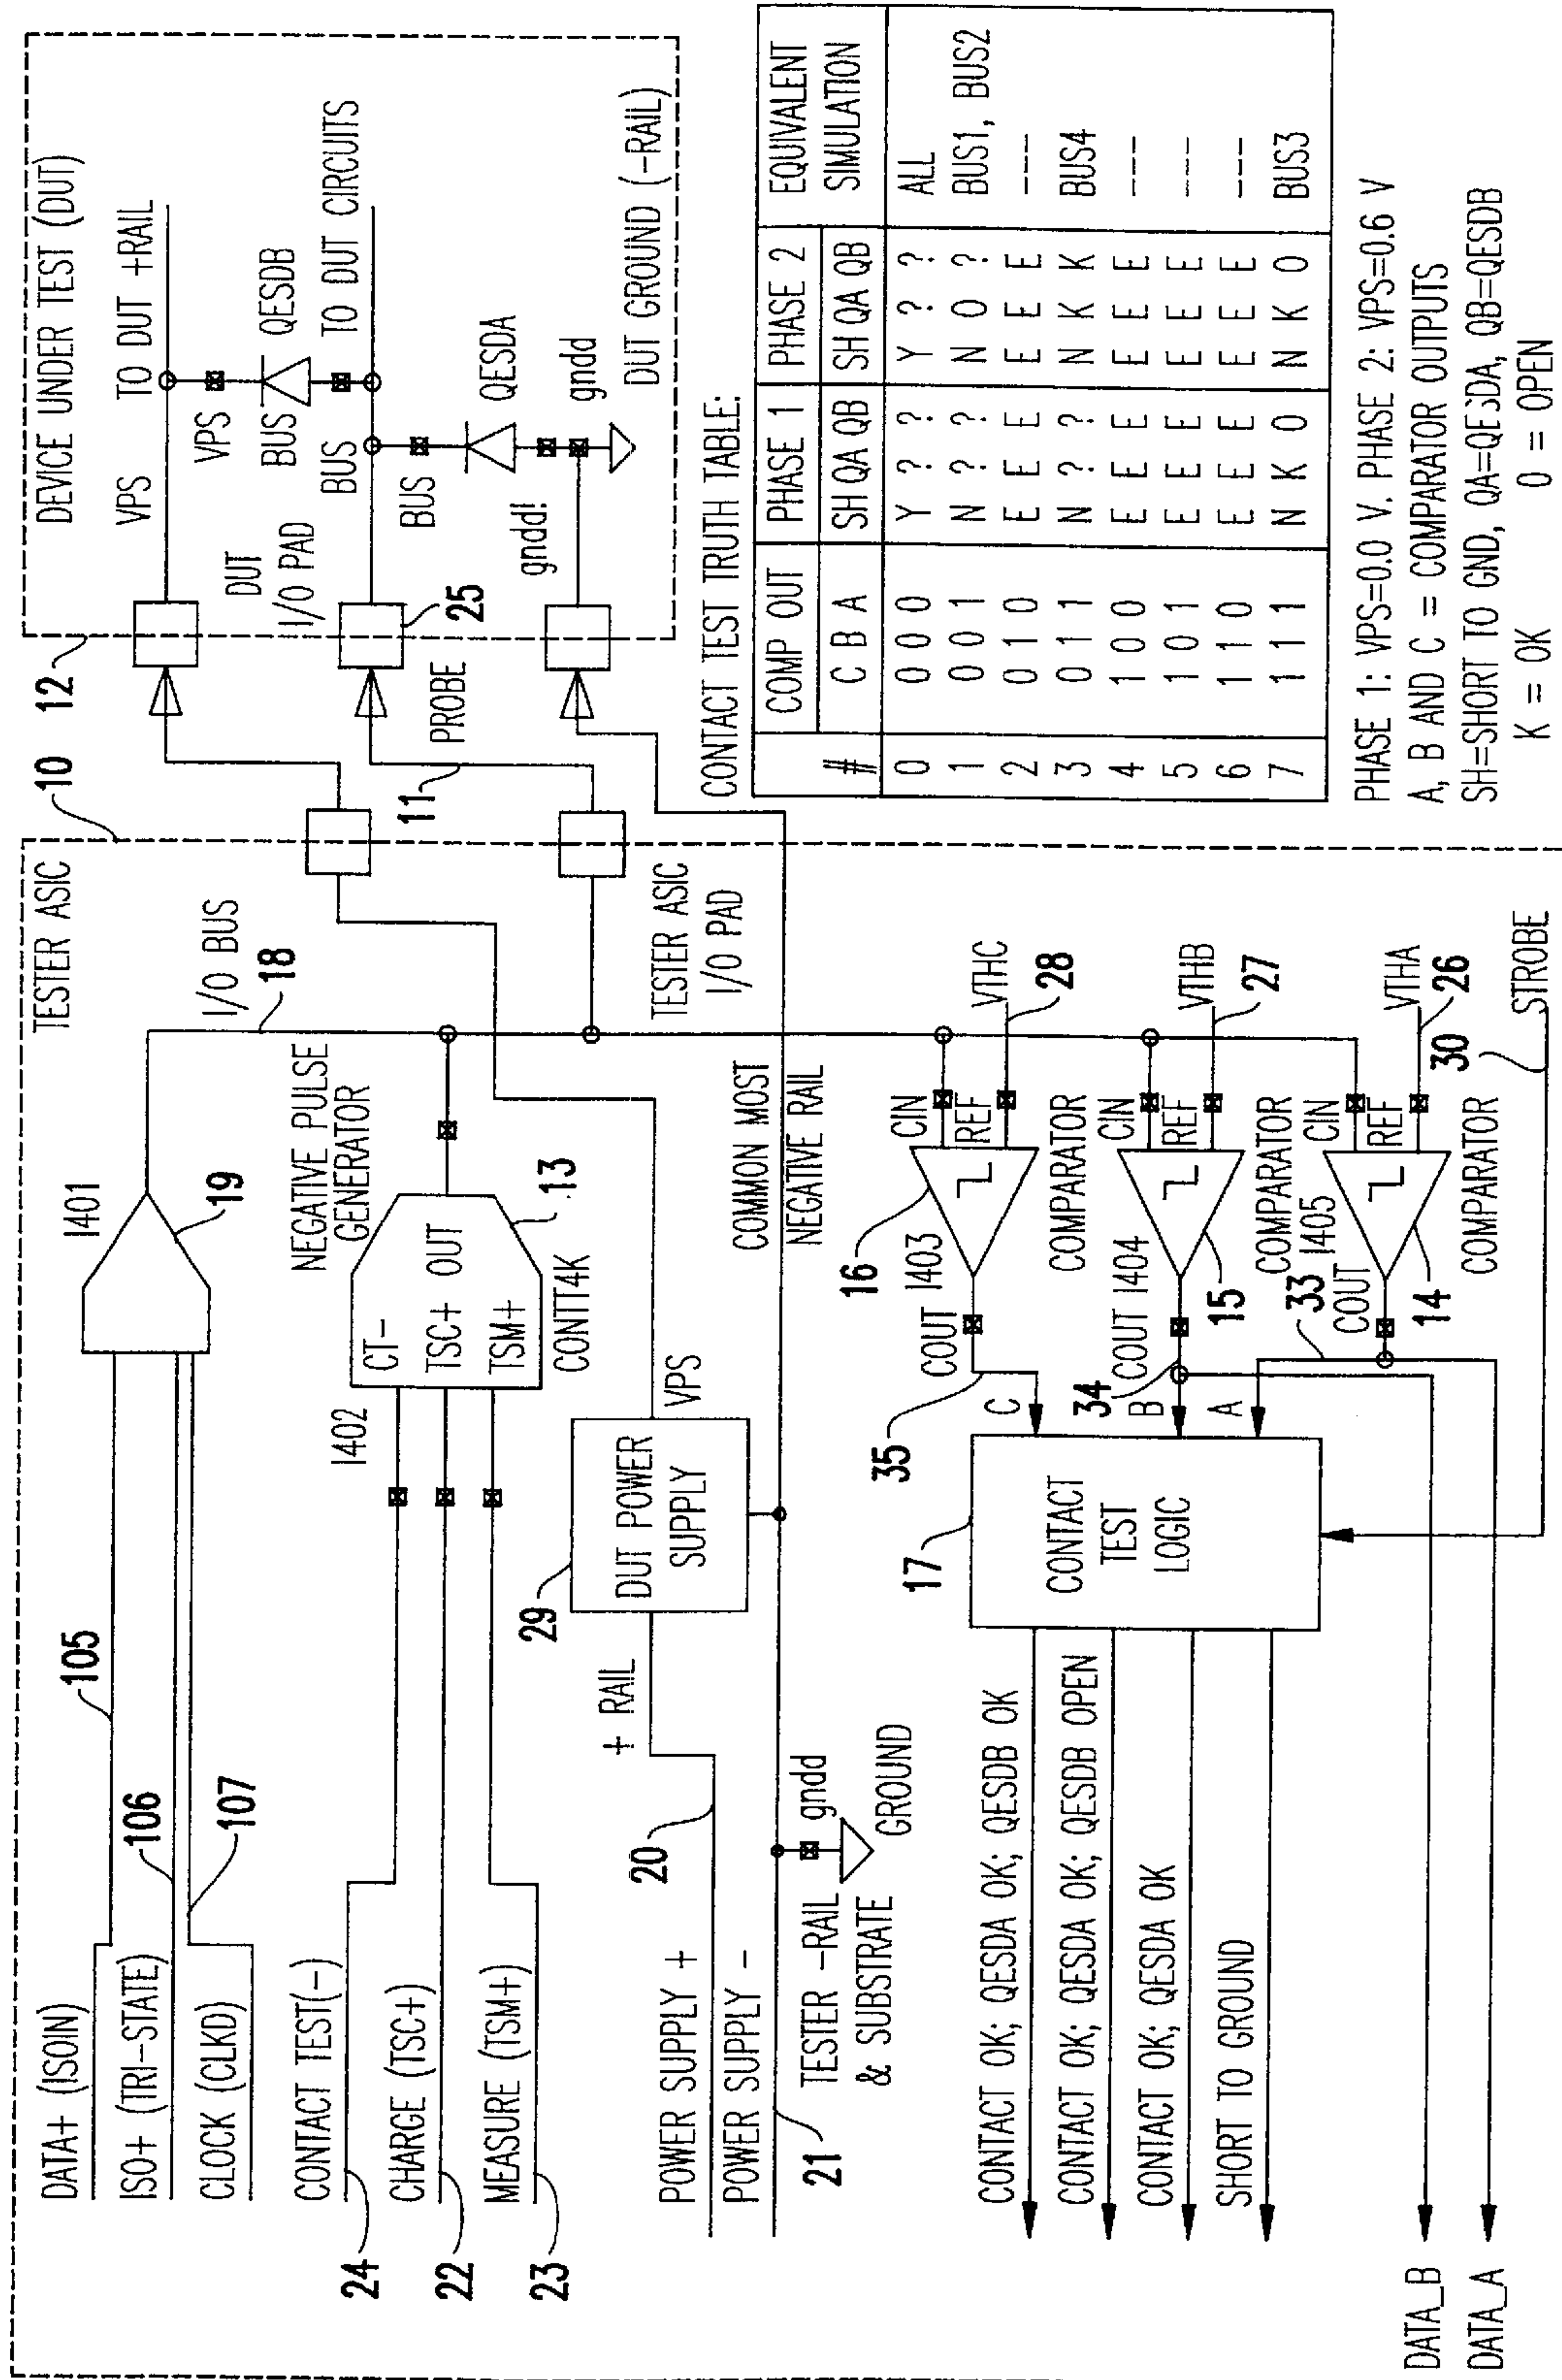 TESTER ASIC
10
12
DEVICE UNDER TEST (DUT)
DATA+ (ISOIN)
ISO+ (TRI-STATE)
CLOCK (CLKD)
105
106
107
I401
19
I/O BUS
18
CONTACT TEST(-)
CHARGE (TSC+)
MEASURE (TSM+)
24
22
23
I402
CT-
TSC+ OUT
TSM+
CONTT4K
NEGATIVE PULSE
GENERATOR
13
POWER SUPPLY +
POWER SUPPLY -
20
21
+ RAIL
29
DUT POWER
SUPPLY
VPS
TESTER -RAIL
& SUBSTRATE
gndd
GROUND
COMMON MOST
NEGATIVE RAIL
TESTER ASIC
I/O PAD
11
PROBE
VPS
TO DUT +RAIL
VPS
QESDB
BUS
DUT
I/O PAD
25
BUS
TO DUT CIRCUITS
BUS
QESDA
gndd!
gndd
DUT GROUND (-RAIL)
CONTACT OK; QESDA OK; QESDB OK
CONTACT OK; QESDA OK; QESDB OPEN
CONTACT OK; QESDA OK
SHORT TO GROUND
17
CONTACT
TEST
LOGIC
C
B
A
35
34
33
COUT I403
16
CIN
REF
VTHC
28
COMPARATOR
COUT I404
15
CIN
REF
VTHB
27
COMPARATOR
COUT I405
14
CIN
REF
VTHA
26
COMPARATOR
30
STROBE
DATA_B
DATA_A
CONTACT TEST TRUTH TABLE:
COMP OUT PHASE 1 PHASE 2 EQUIVALENT
# C B A SH QA QB SH QA QB SIMULATION
0 0 0 0 Y ? ? Y ? ? ALL
1 0 0 1 N ? ? N O ? BUS1, BUS2
2 0 1 0 E E E E E E ---
3 0 1 1 N ? ? N K K BUS4
4 1 0 0 E E E E E E ---
5 1 0 1 E E E E E E ---
6 1 1 0 E E E E E E ---
7 1 1 1 N K O N K O BUS3
PHASE 1: VPS=0.0 V. PHASE 2: VPS=0.6 V
A, B AND C = COMPARATOR OUTPUTS
SH=SHORT TO GND, QA=QESDA, QB=QESDB
K = OK O = OPEN